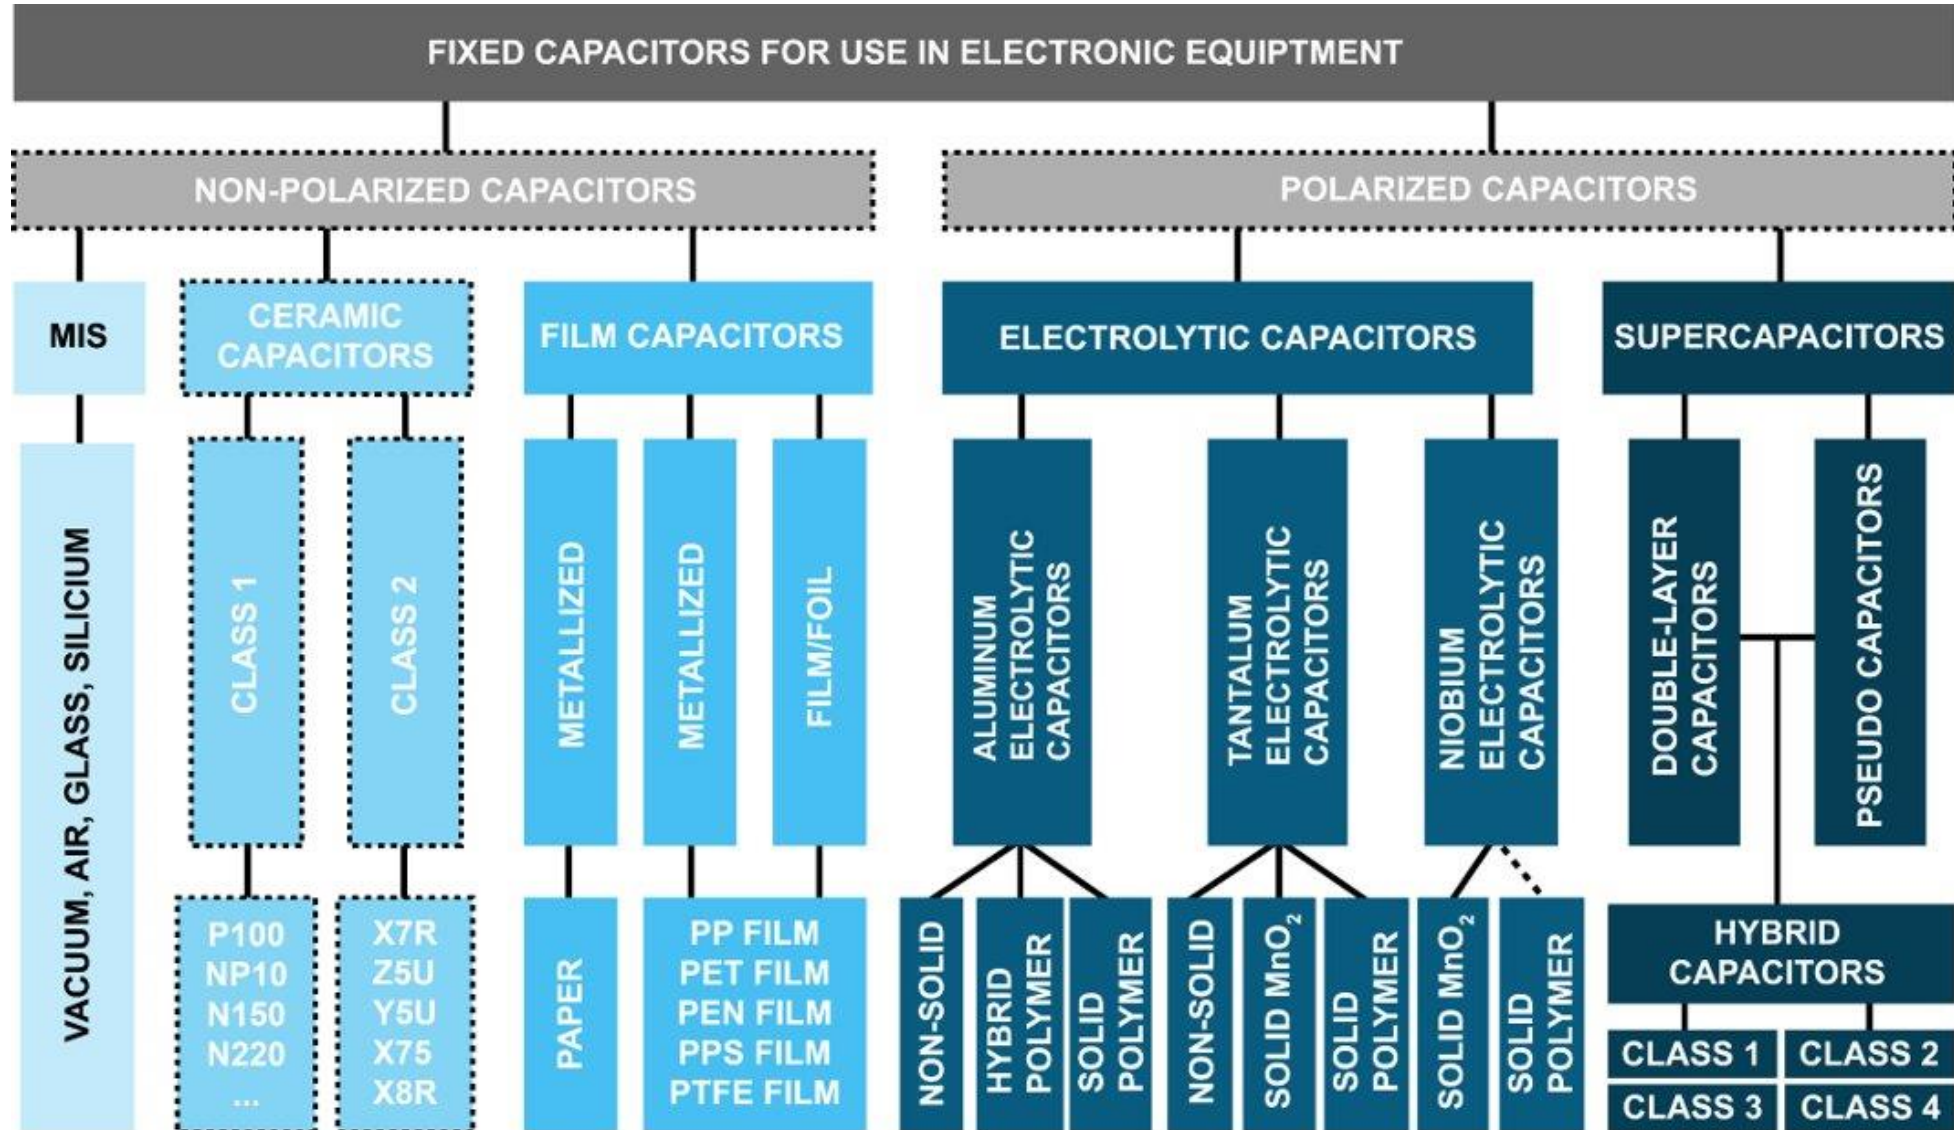 FIXED CAPACITORS FOR USE IN ELECTRONIC EQUIPTMENT
NON-POLARIZED CAPACITORS
POLARIZED CAPACITORS
MIS
CERAMIC
CAPACITORS
FILM CAPACITORS
ELECTROLYTIC CAPACITORS
SUPERCAPACITORS
VACUUM, AIR, GLASS, SILICIUM
CLASS 1
CLASS 2
METALLIZED
METALLIZED
FILM/FOIL
ALUMINIUM
ELECTROLYTIC
CAPACITORS
TANTALUM
ELECTROLYTIC
CAPACITORS
NIOBIUM
ELECTROLYTIC
CAPACITORS
DOUBLE-LAYER
CAPACITORS
PSEUDO CAPACITORS
P100
NP10
N150
N220
...
X7R
Z5U
Y5U
X75
X8R
PAPER
PP FILM
PET FILM
PEN FILM
PPS FILM
PTFE FILM
NON-SOLID
HYBRID
POLYMER
SOLID
POLYMER
NON-SOLID
SOLID MnO₂
SOLID
POLYMER
SOLID MnO₂
SOLID
POLYMER
HYBRID
CAPACITORS
CLASS 1
CLASS 2
CLASS 3
CLASS 4